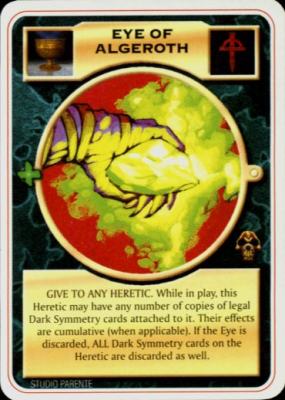 EYE OF
ALGEROTH
GIVE TO ANY HERETIC. While in play, this
Heretic may have any number of copies of legal
Dark Symmetry cards attached to it. Their effects
are cumulative (when applicable). If the Eye is
discarded, ALL Dark Symmetry cards on the
Heretic are discarded as well.
STUDIO PARENTE